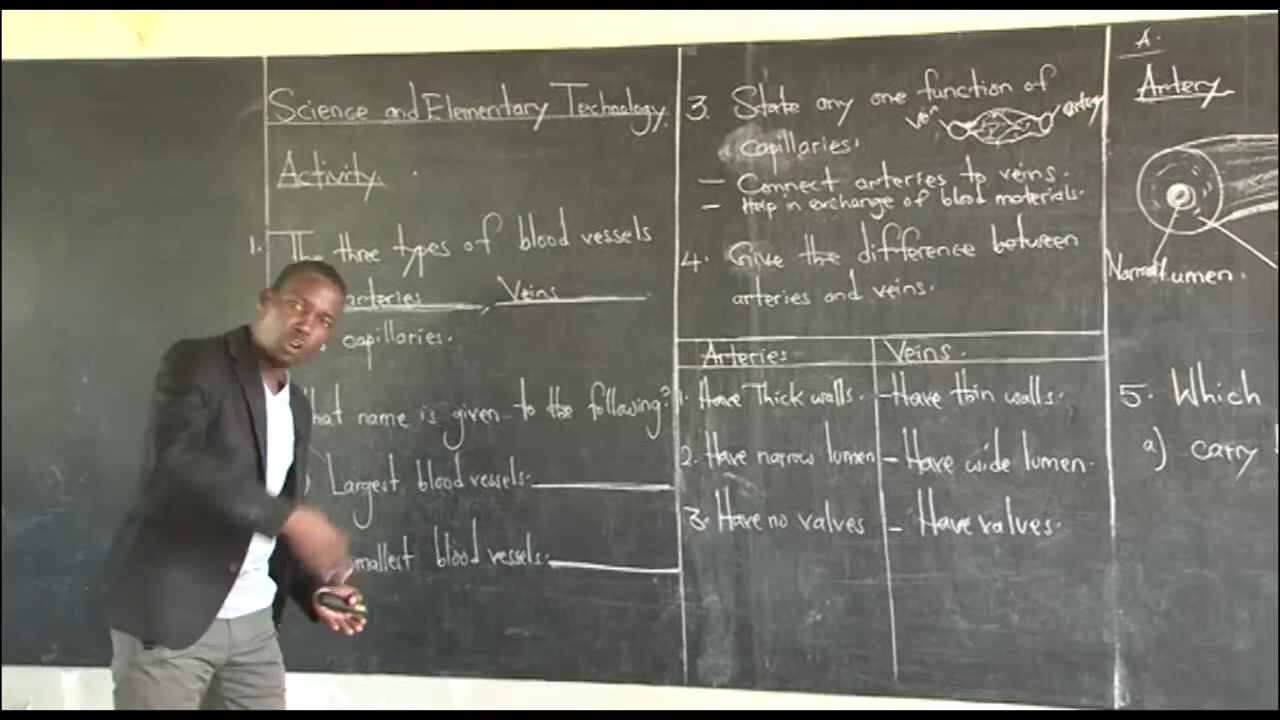 Science and Elementary Technology.
Activity.
1. The three types of blood vessels
arteries , Veins
capillaries.
What name is given to the following?
Largest blood vessels.
Smallest blood vessels.
3. State any one function of
capillaries.
vein
artery
- Connect arteries to veins.
- Help in exchange of blood materials.
4. Give the difference between
arteries and veins.
Arteries Veins.
1. Have Thick walls. - Have thin walls.
2. Have narrow lumen - Have wide lumen.
3. Have no valves - Have valves.
A.
Artery
lumen.
5. Which
a) carry